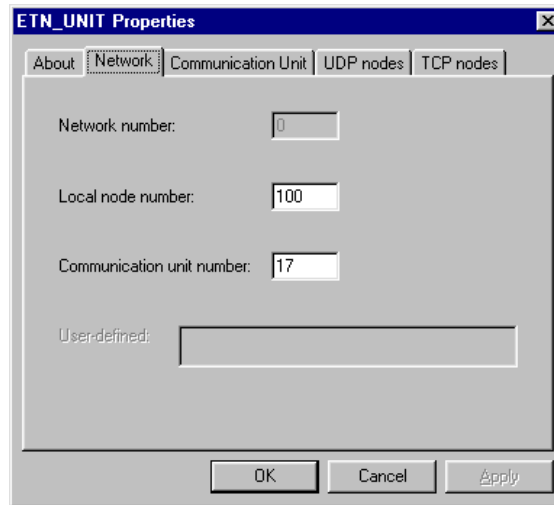 ETN_UNIT Properties
About Network Communication Unit UDP nodes TCP nodes
Network number: 0
Local node number: 100
Communication unit number: 17
User-defined:
OK Cancel Apply